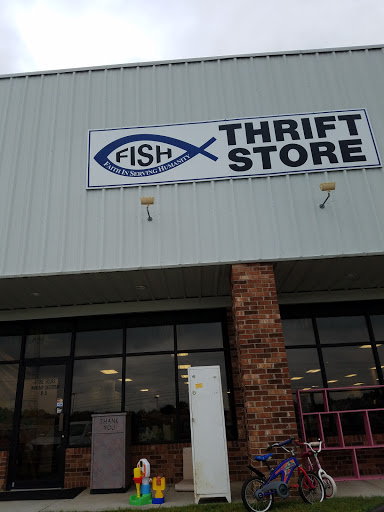 FISH
FAITH IN SERVING HUMANITY
THRIFT
STORE
THANK
YOU